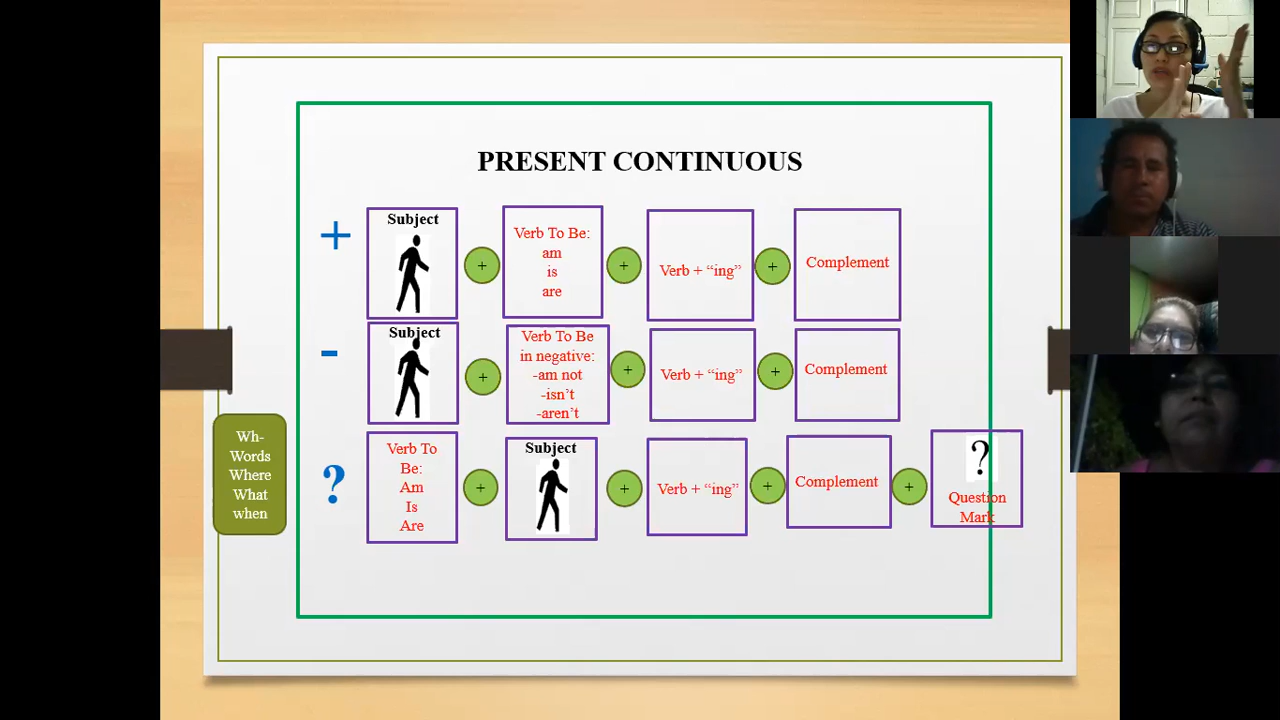 PRESENT CONTINUOUS
+
Subject
+
Verb To Be:
am
is
are
+
Verb + “ing”
+
Complement
-
Subject
+
Verb To Be
in negative:
-am not
-isn’t
-aren’t
+
Verb + “ing”
+
Complement
Wh-
Words
Where
What
when
?
Verb To
Be:
Am
Is
Are
+
Subject
+
Verb + “ing”
+
Complement
+
?
Question
Mark